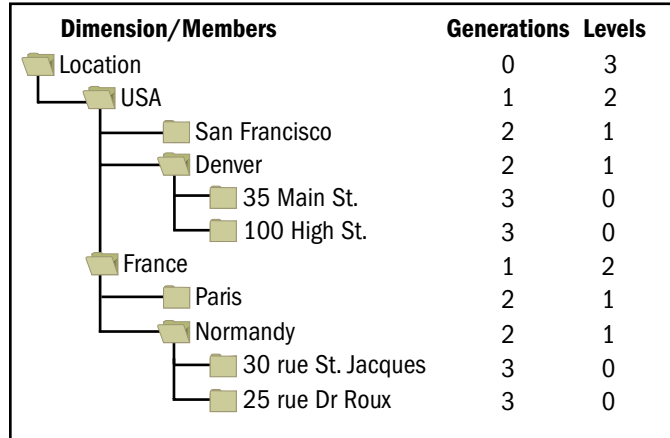 Dimension/Members Generations Levels
Location 0 3
USA 1 2
San Francisco 2 1
Denver 2 1
35 Main St. 3 0
100 High St. 3 0
France 1 2
Paris 2 1
Normandy 2 1
30 rue St. Jacques 3 0
25 rue Dr Roux 3 0